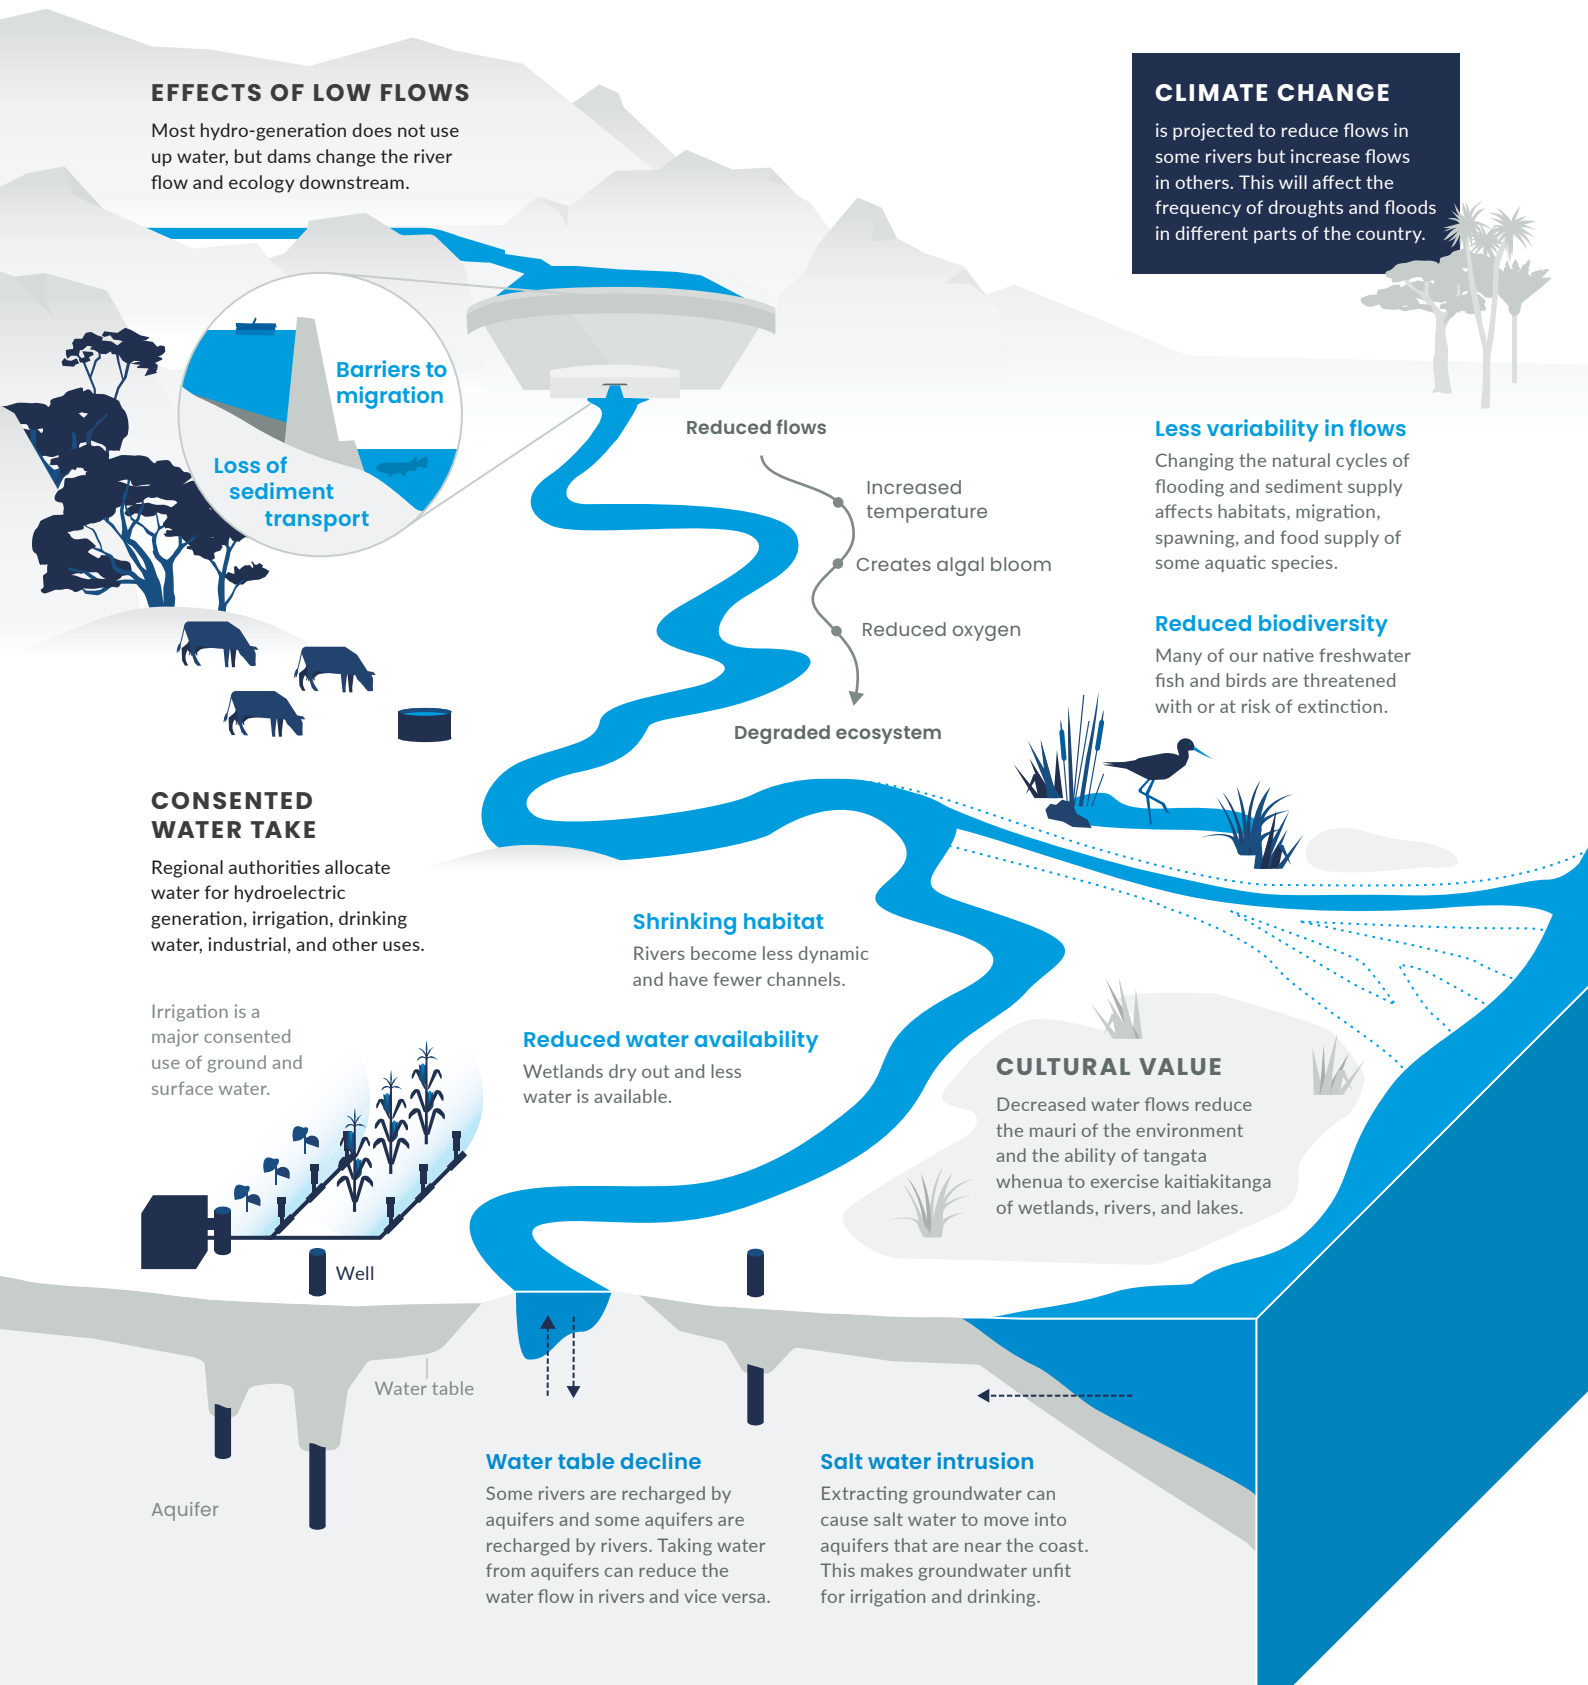 EFFECTS OF LOW FLOWS
Most hydro-generation does not use
up water, but dams change the river
flow and ecology downstream.
CLIMATE CHANGE
is projected to reduce flows in
some rivers but increase flows
in others. This will affect the
frequency of droughts and floods
in different parts of the country.
Barriers to
migration
Loss of
sediment
transport
Reduced flows
Increased
temperature
Creates algal bloom
Reduced oxygen
Degraded ecosystem
Less variability in flows
Changing the natural cycles of
flooding and sediment supply
affects habitats, migration,
spawning, and food supply of
some aquatic species.
Reduced biodiversity
Many of our native freshwater
fish and birds are threatened
with or at risk of extinction.
CONSENTED
WATER TAKE
Regional authorities allocate
water for hydroelectric
generation, irrigation, drinking
water, industrial, and other uses.
Irrigation is a
major consented
use of ground and
surface water.
Shrinking habitat
Rivers become less dynamic
and have fewer channels.
Reduced water availability
Wetlands dry out and less
water is available.
CULTURAL VALUE
Decreased water flows reduce
the mauri of the environment
and the ability of tangata
whenua to exercise kaitiakitanga
of wetlands, rivers, and lakes.
Well
Water table
Aquifer
Water table decline
Some rivers are recharged by
aquifers and some aquifers are
recharged by rivers. Taking water
from aquifers can reduce the
water flow in rivers and vice versa.
Salt water intrusion
Extracting groundwater can
cause salt water to move into
aquifers that are near the coast.
This makes groundwater unfit
for irrigation and drinking.